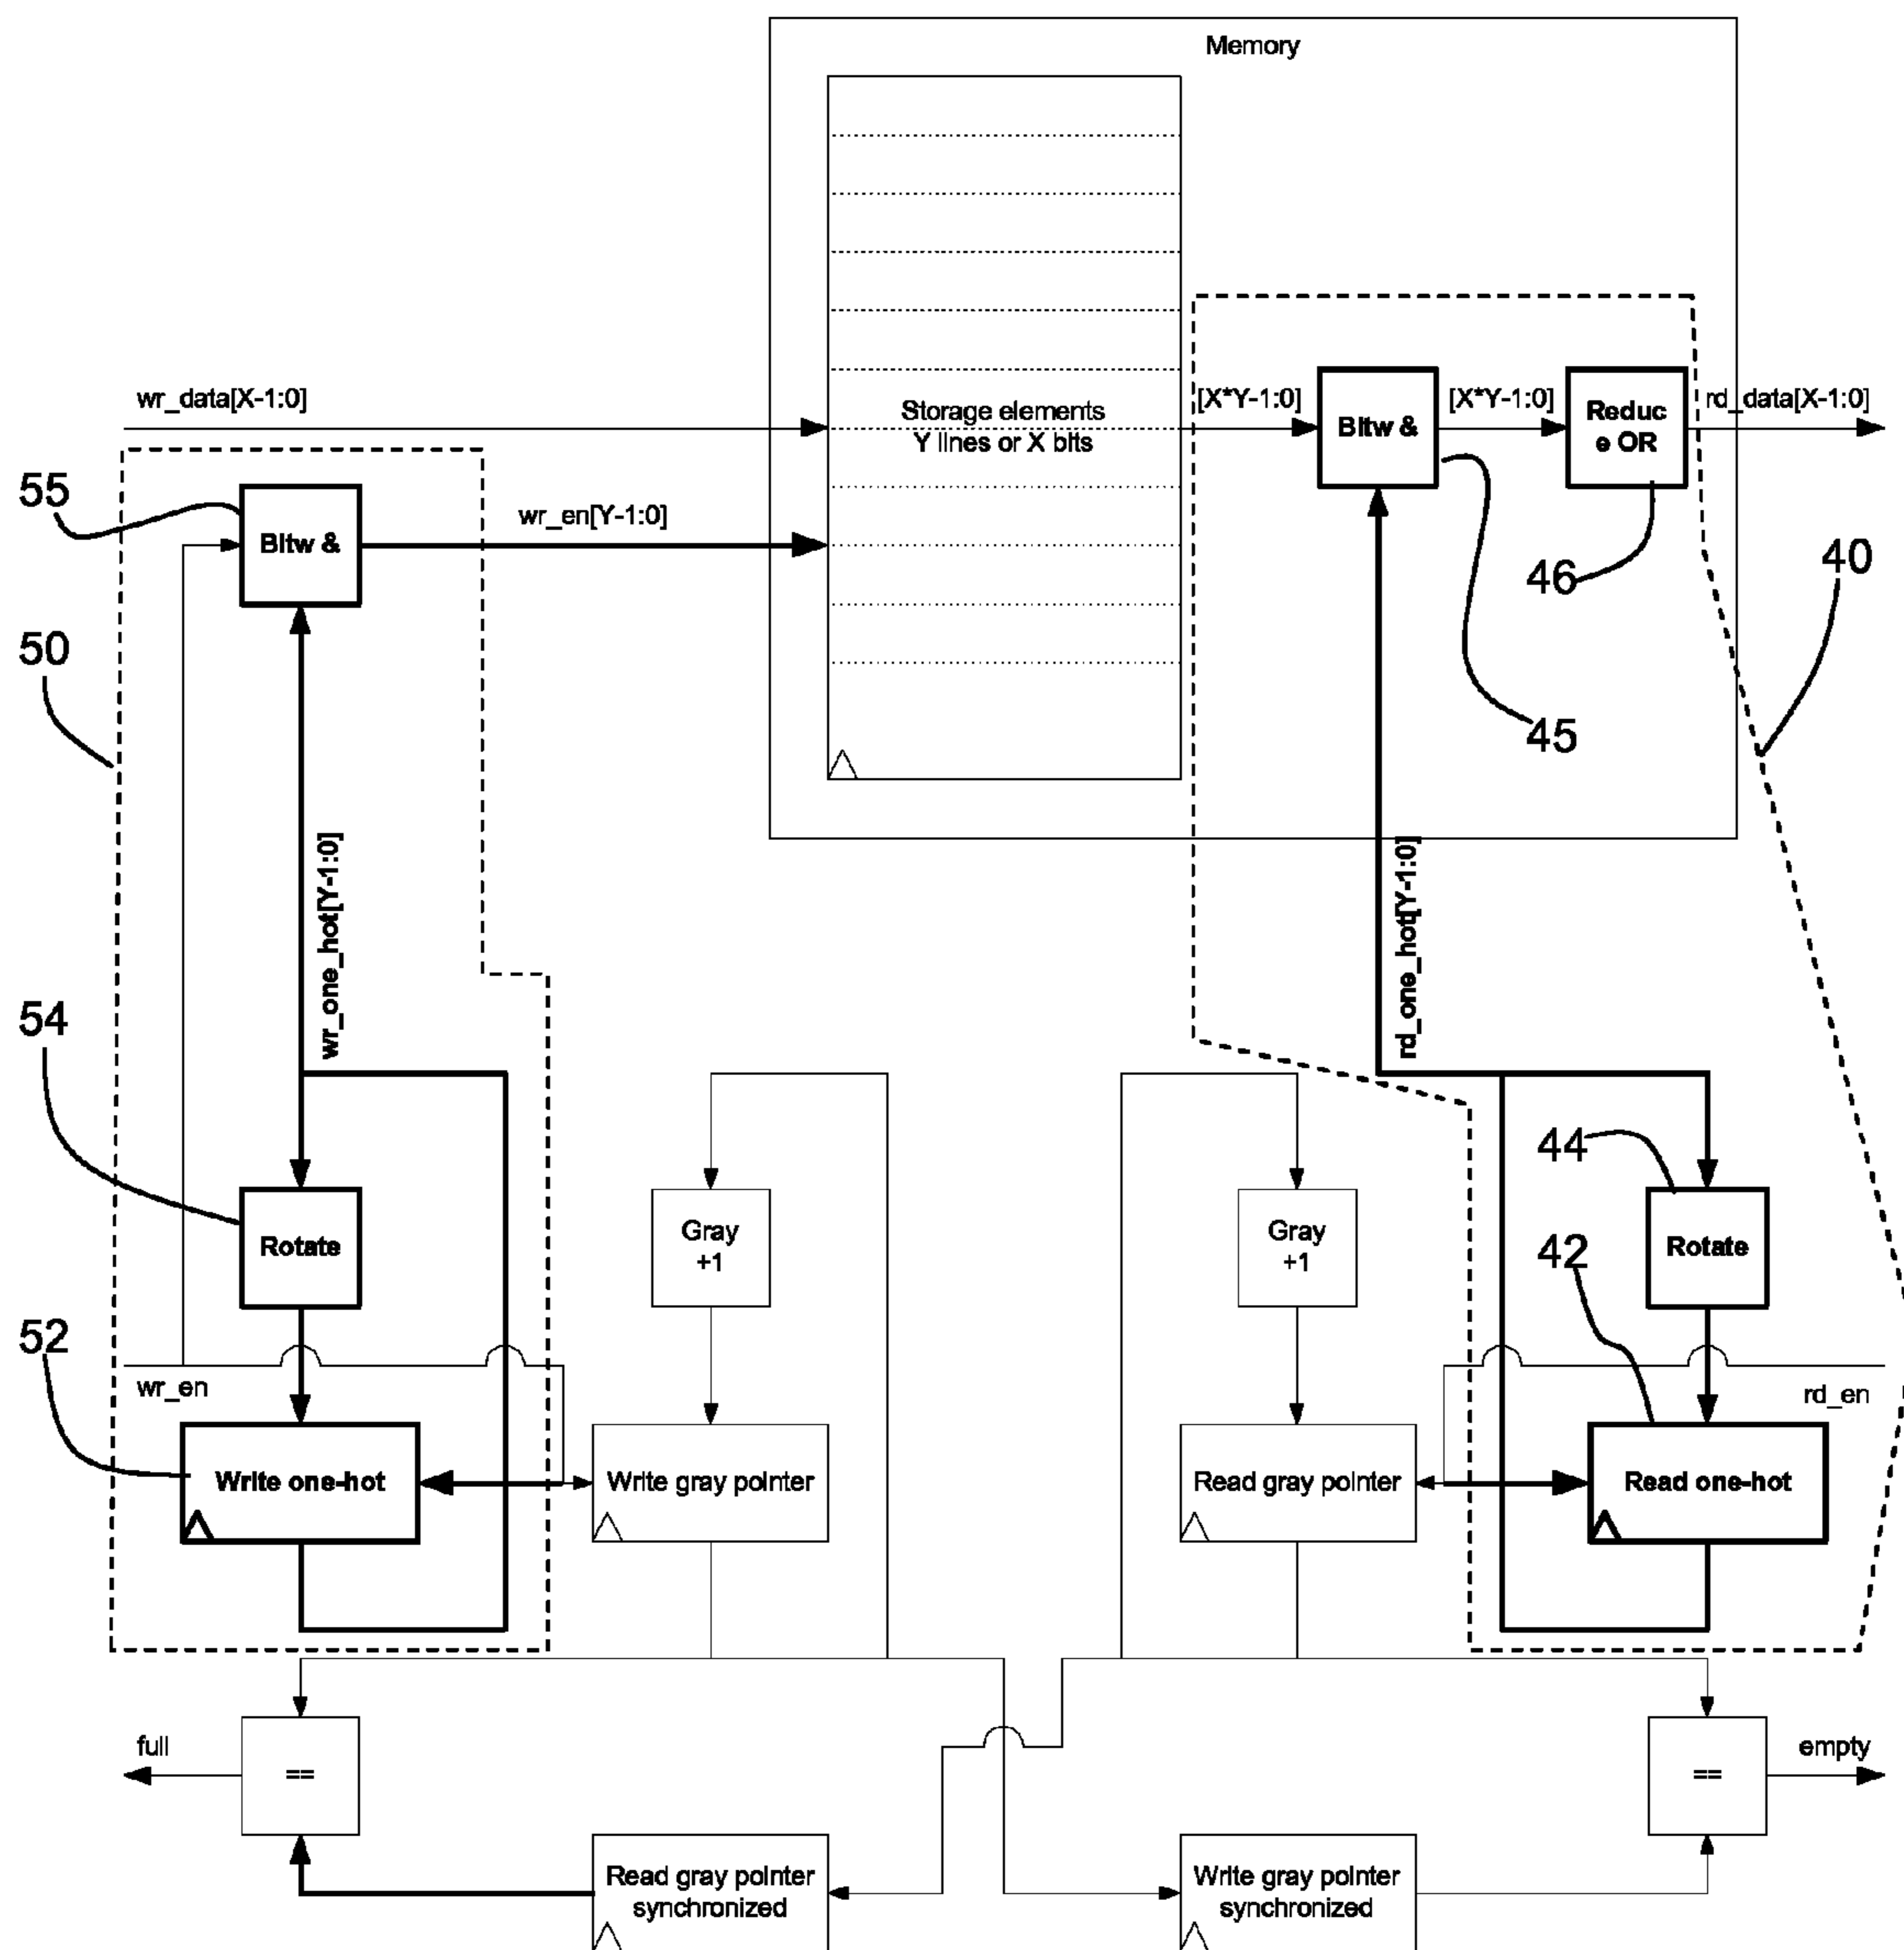 Memory
wr_data[X-1:0]
Storage elements
Y lines or X bits
[X*Y-1:0]
Bitw &
[X*Y-1:0]
Reduc
e OR
rd_data[X-1:0]
55
Bitw &
wr_en[Y-1:0]
46
40
50
45
wr_one_hot[Y-1:0]
rd_one_hot[Y-1:0]
54
44
Rotate
Gray
+1
Gray
+1
42
Rotate
52
wr_en
rd_en
Write one-hot
Write gray pointer
Read gray pointer
Read one-hot
full
==
==
empty
Read gray pointer
synchronized
Write gray pointer
synchronized